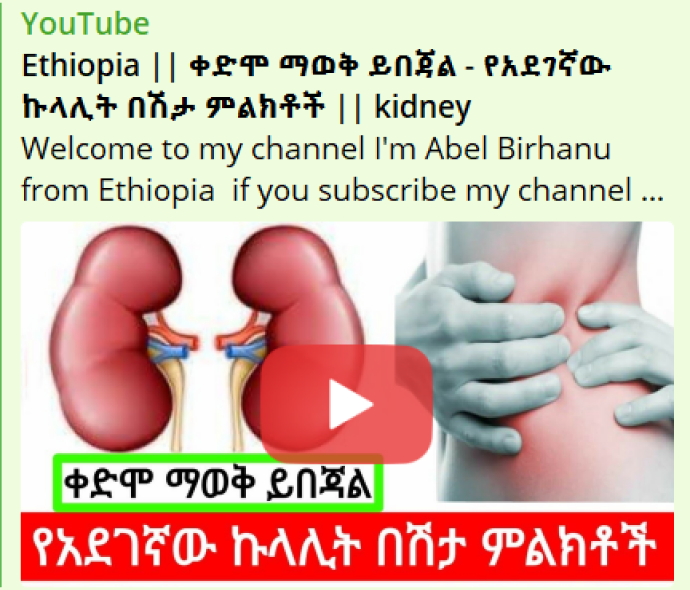 YouTube
Ethiopia || ቀድሞ ማወቅ ይበጃል - የአደገኛው
ኩላሊት በሽታ ምልክቶች || kidney
Welcome to my channel I'm Abel Birhanu
from Ethiopia  if you subscribe my channel ...
ቀድሞ ማወቅ ይበጃል
የአደገኛው ኩላሊት በሽታ ምልክቶች